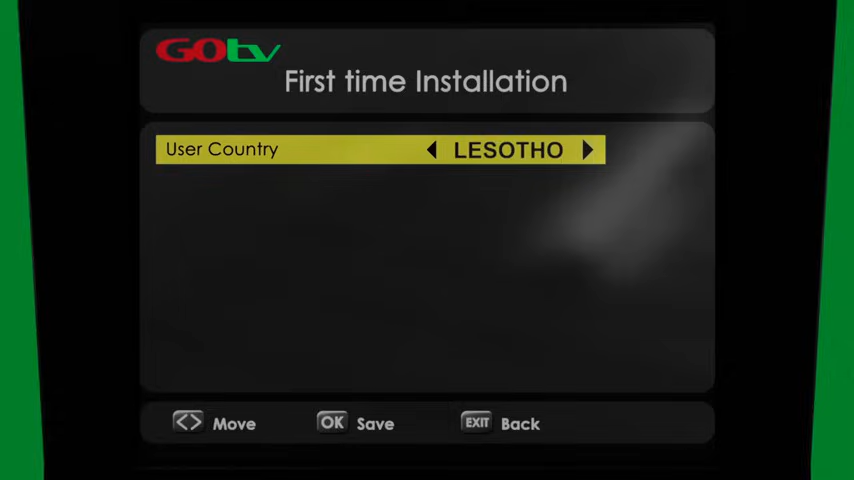 GOtv
First time Installation
User Country LESOTHO
<> Move OK Save EXIT Back